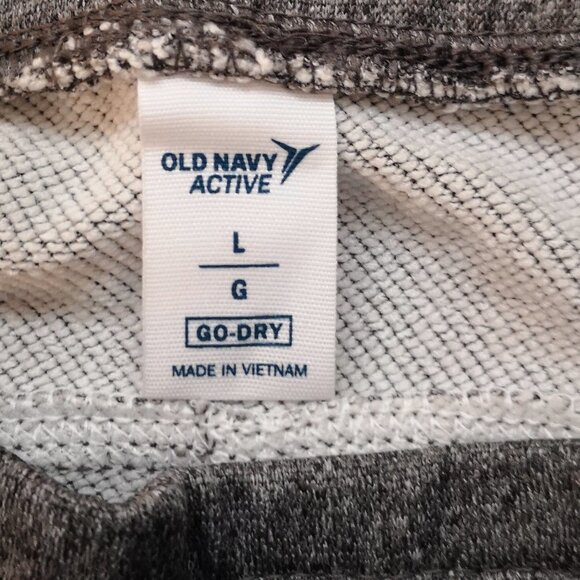 OLD NAVY
ACTIVE
L
G
GO-DRY
MADE IN VIETNAM